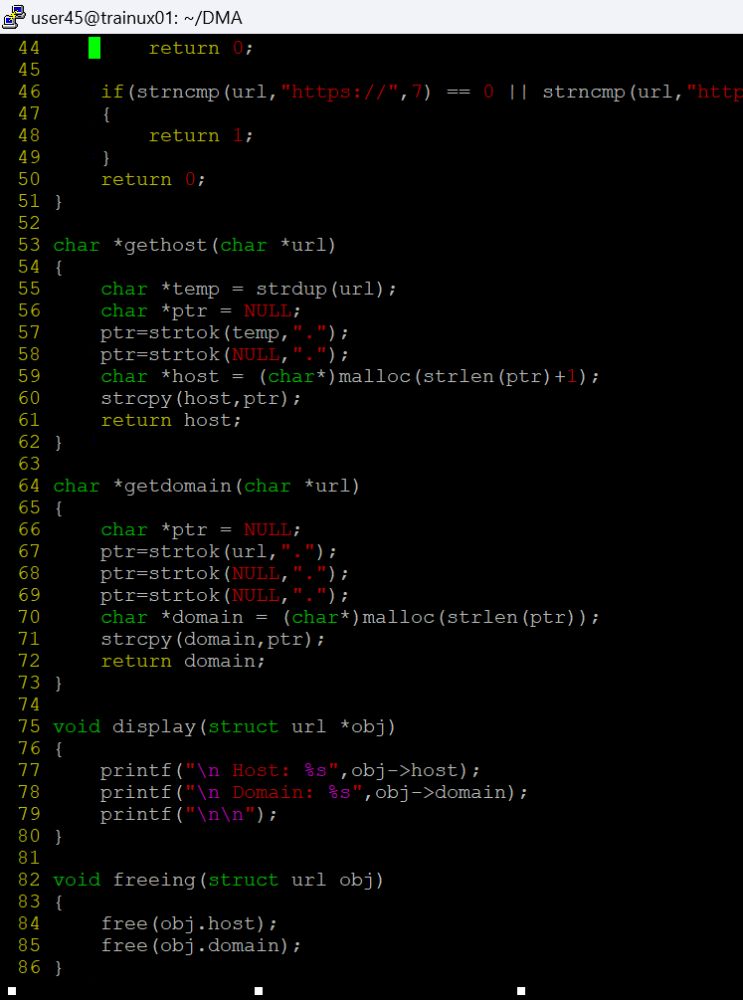 user45@trainux01: ~/DMA
44         return 0;
45
46     if(strncmp(url,"https://",7) == 0 || strncmp(url,"http
47     {
48         return 1;
49     }
50     return 0;
51 }
52
53 char *gethost(char *url)
54 {
55     char *temp = strdup(url);
56     char *ptr = NULL;
57     ptr=strtok(temp,".");
58     ptr=strtok(NULL,".");
59     char *host = (char*)malloc(strlen(ptr)+1);
60     strcpy(host,ptr);
61     return host;
62 }
63
64 char *getdomain(char *url)
65 {
66     char *ptr = NULL;
67     ptr=strtok(url,".");
68     ptr=strtok(NULL,".");
69     ptr=strtok(NULL,".");
70     char *domain = (char*)malloc(strlen(ptr));
71     strcpy(domain,ptr);
72     return domain;
73 }
74
75 void display(struct url *obj)
76 {
77     printf("\n Host: %s",obj->host);
78     printf("\n Domain: %s",obj->domain);
79     printf("\n\n");
80 }
81
82 void freeing(struct url obj)
83 {
84     free(obj.host);
85     free(obj.domain);
86 }